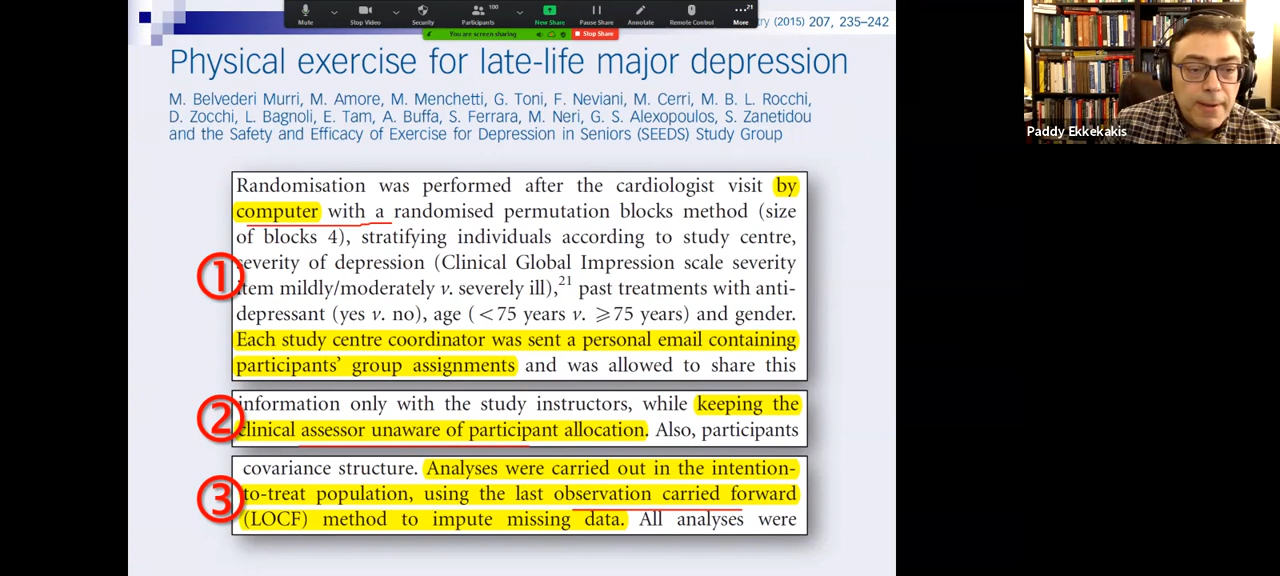 100
21
Mute
Stop Video
Security
Participants
New Share
Pause Share
Annotate
Remote Control
More
You are screen sharing
Stop Share
(2015) 207, 235–242
Physical exercise for late-life major depression
M. Belvederi Murri, M. Amore, M. Menchetti, G. Toni, F. Neviani, M. Cerri, M. B. L. Rocchi,
D. Zocchi, L. Bagnoli, E. Tam, A. Buffa, S. Ferrara, M. Neri, G. S. Alexopoulos, S. Zanetidou
and the Safety and Efficacy of Exercise for Depression in Seniors (SEEDS) Study Group
Randomisation was performed after the cardiologist visit by
computer with a randomised permutation blocks method (size
of blocks 4), stratifying individuals according to study centre,
severity of depression (Clinical Global Impression scale severity
item mildly/moderately v. severely ill),21 past treatments with anti-
depressant (yes v. no), age (<75 years v. ⩾75 years) and gender.
Each study centre coordinator was sent a personal email containing
participants' group assignments and was allowed to share this
①
information only with the study instructors, while keeping the
clinical assessor unaware of participant allocation. Also, participants
②
covariance structure. Analyses were carried out in the intention-
to-treat population, using the last observation carried forward
(LOCF) method to impute missing data. All analyses were
③
Paddy Ekkekakis